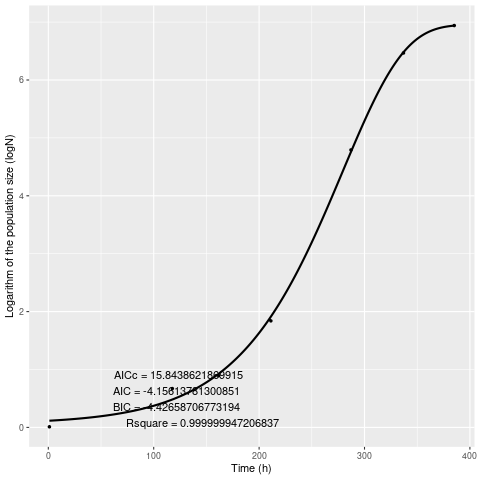 Logarithm of the population size (logN)
6
4
2
0
AICc = 15.8438621869915
AIC = -4.15613781300851
BIC = -4.42658706773194
Rsquare = 0.999999947206837
0
100
200
300
400
Time (h)